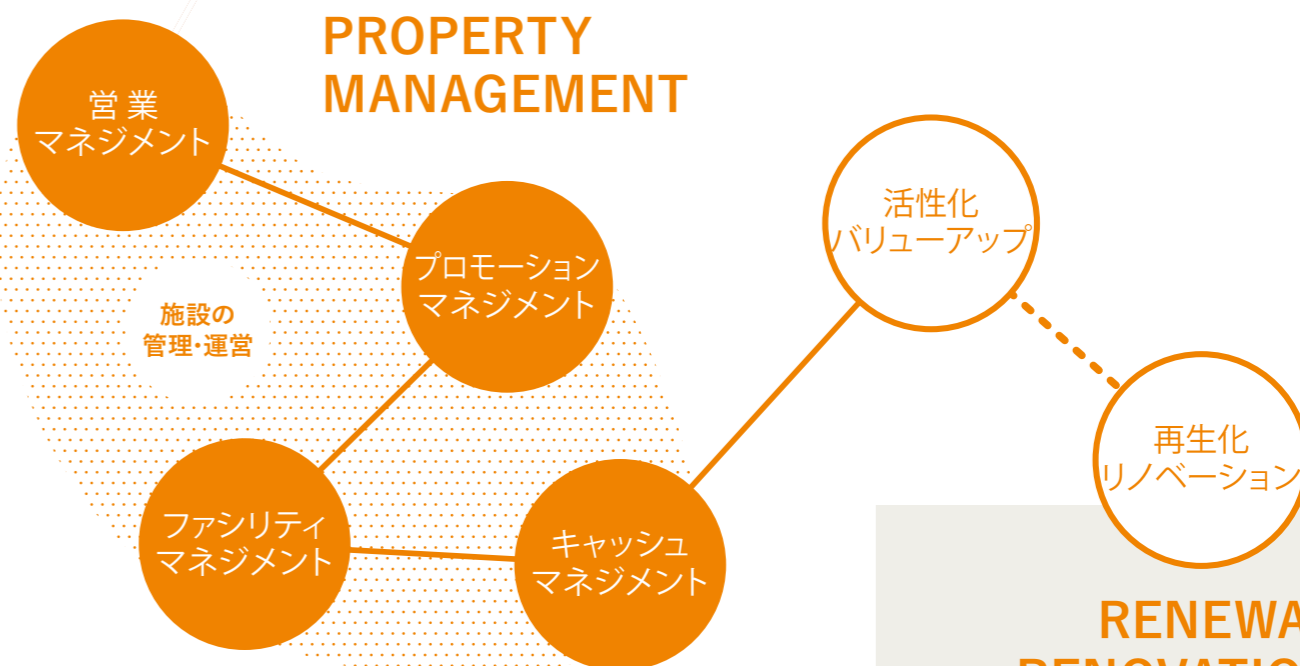 PROPERTY
MANAGEMENT
営業
マネジメント
プロモーション
マネジメント
施設の
管理・運営
ファシリティ
マネジメント
キャッシュ
マネジメント
活性化
バリューアップ
再生化
リノベーション
RENEWA
RENOVATIO